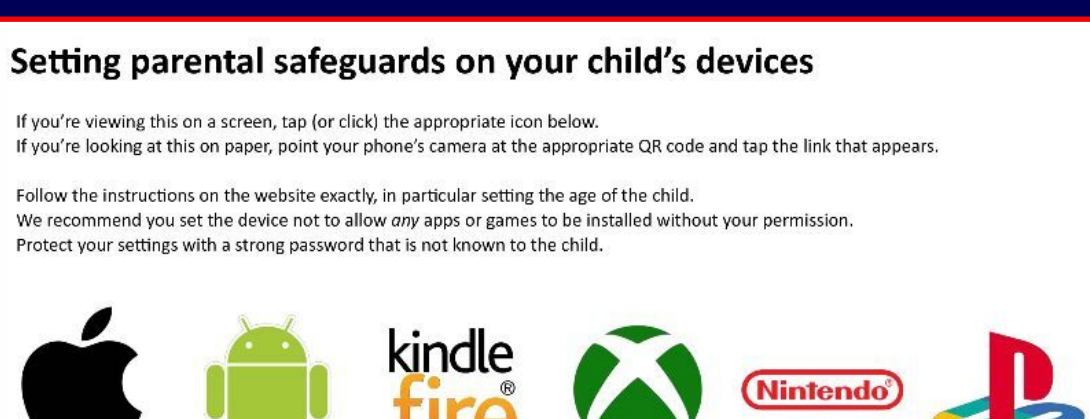 Setting parental safeguards on your child's devices
If you're viewing this on a screen, tap (or click) the appropriate icon below.
If you're looking at this on paper, point your phone's camera at the appropriate QR code and tap the link that appears.
Follow the instructions on the website exactly, in particular setting the age of the child.
We recommend you set the device not to allow any apps or games to be installed without your permission.
Protect your settings with a strong password that is not known to the child.
kindle
fire®
Nintendo®